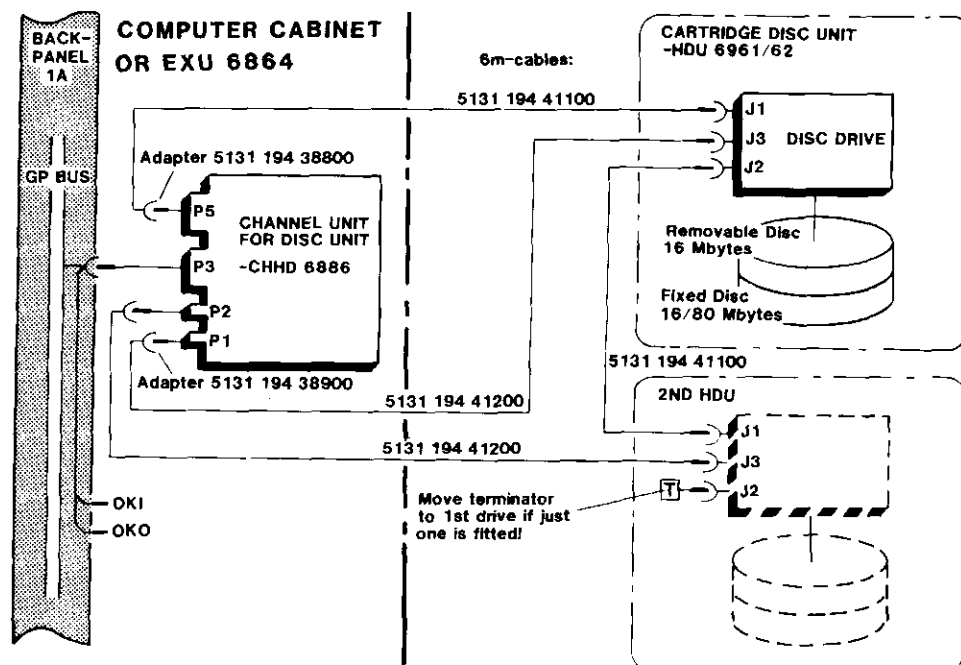 BACK-
PANEL
1A
COMPUTER CABINET
OR EXU 6864
GP BUS
Adapter 5131 194 38800
P5
P3
P2
P1
CHANNEL UNIT
FOR DISC UNIT
-CHHD 6886
Adapter 5131 194 38900
OKI
OKO
6m-cables:
5131 194 41100
5131 194 41200
5131 194 41200
CARTRIDGE DISC UNIT
-HDU 6961/62
J1
J3
J2
DISC DRIVE
Removable Disc
16 Mbytes
Fixed Disc
16/80 Mbytes
5131 194 41100
2ND HDU
J1
J3
J2
T
Move terminator
to 1st drive if just
one is fitted!